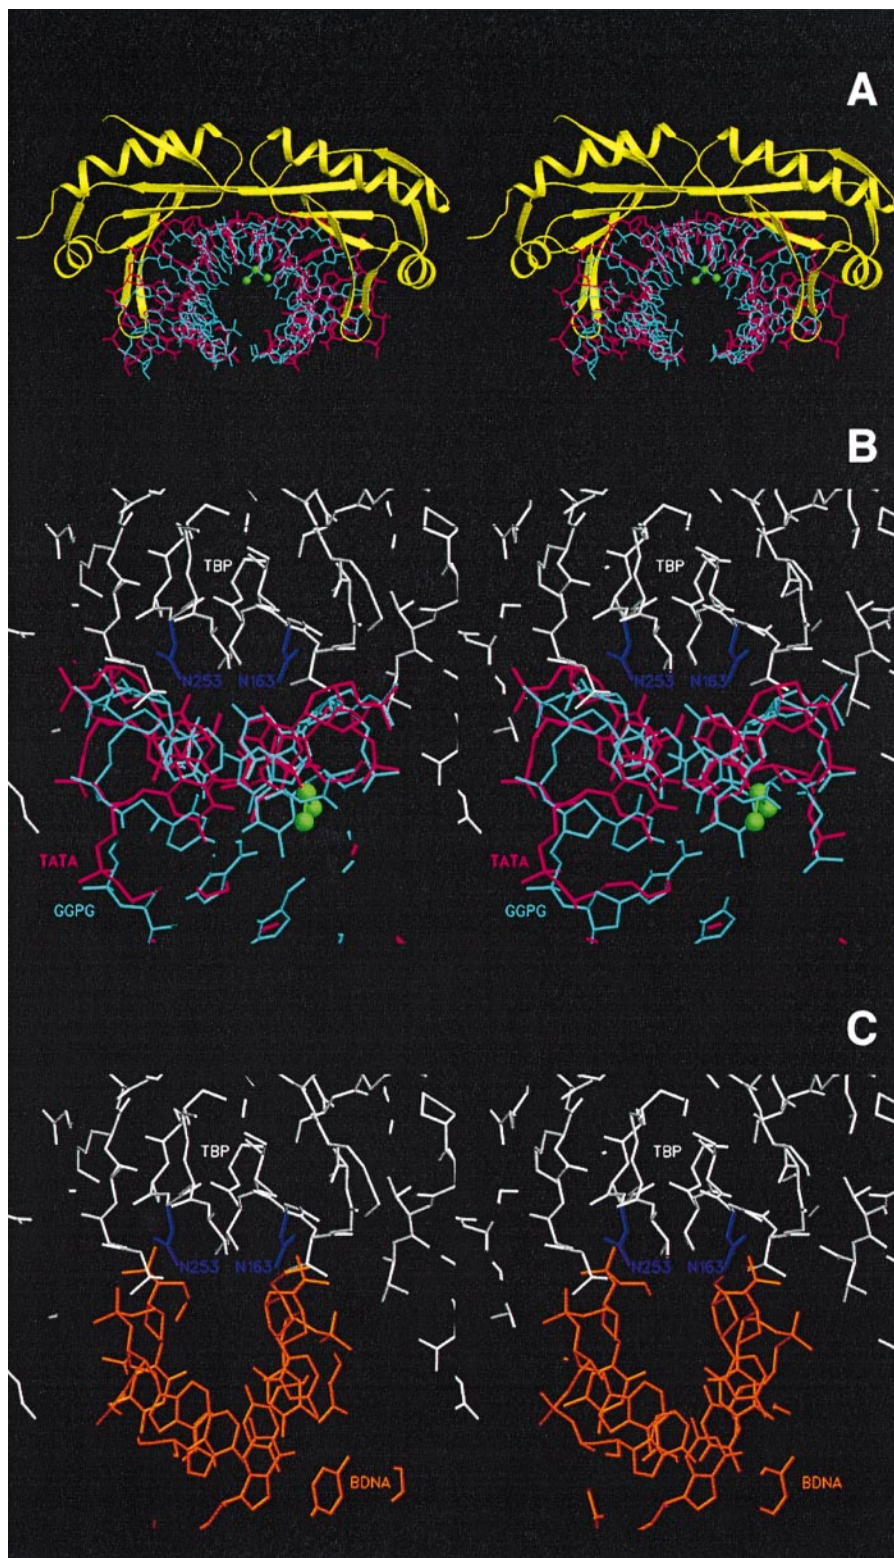 A
B
TBP
TBP
N253 N163
N253 N163
TATA
TATA
GGPG
GGPG
C
TBP
TBP
N253 N163
N253 N163
BDNA
BDNA